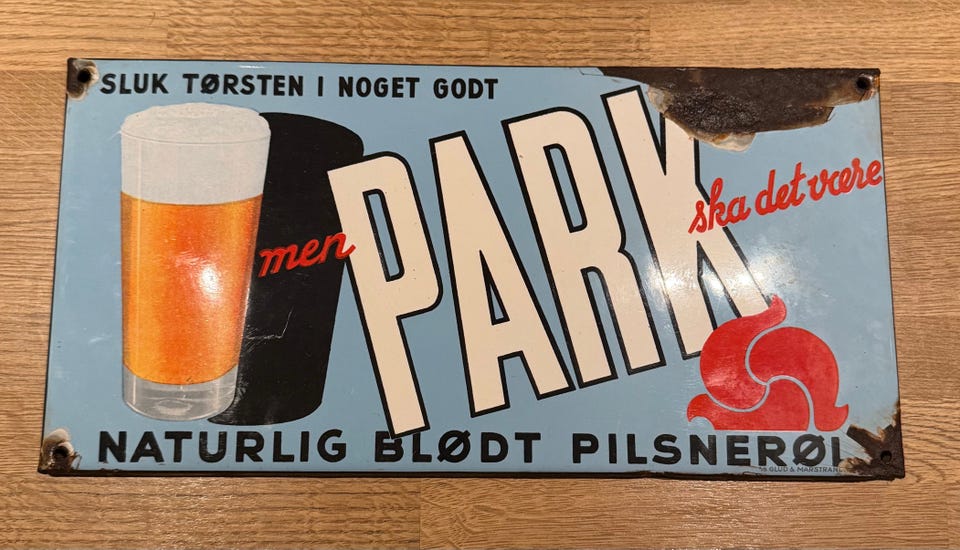 SLUK TØRSTEN I NOGET GODT
men PARK ska det være
NATURLIG BLØDT PILSNERØL
A/S GLUD & MARSTRAND